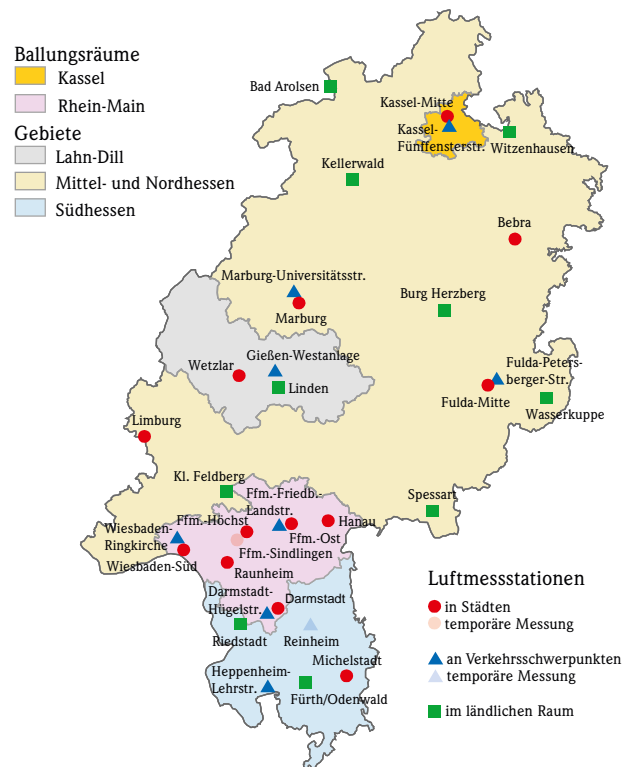 Ballungsräume
Kassel
Rhein-Main
Gebiete
Lahn-Dill
Mittel- und Nordhessen
Südhessen
Bad Arolsen
Kassel-Mitte
Kassel-
Fünffensterstr.
Witzenhausen
Kellerwald
Bebra
Marburg-Universitätsstr.
Marburg
Burg Herzberg
Gießen-Westanlage
Wetzlar
Linden
Fulda-Peters-
berger-Str.
Fulda-Mitte
Wasserkuppe
Limburg
Kl. Feldberg
Spessart
Ffm.-Friedb.-
Landstr.
Ffm.-Höchst
Hanau
Ffm.-Ost
Wiesbaden-
Ringkirche
Ffm.-Sindlingen
Wiesbaden-Süd
Raunheim
Darmstadt-
Hügelstr.
Darmstadt
Riedstadt
Reinheim
Michelstadt
Heppenheim-
Lehrstr.
Fürth/Odenwald
Luftmessstationen
in Städten
temporäre Messung
an Verkehrsschwerpunkten
temporäre Messung
im ländlichen Raum